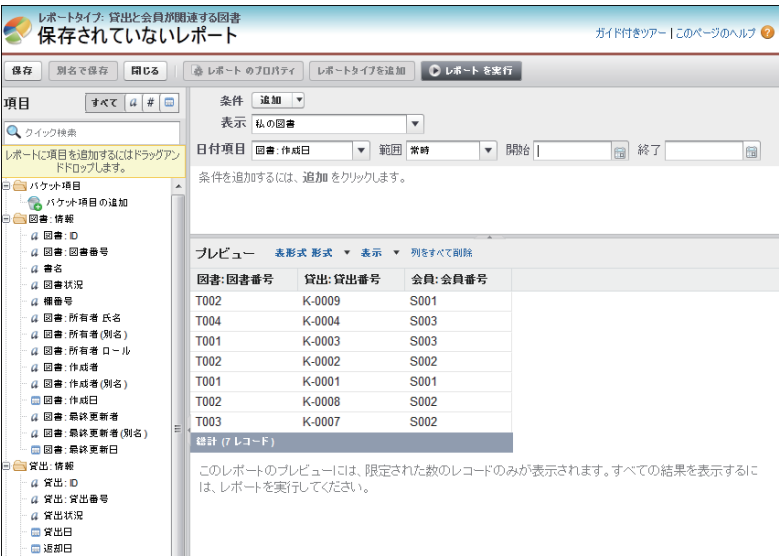 レポートタイプ: 貸出と会員が関連する図書
保存されていないレポート
ガイド付きツアー | このページのヘルプ
保存 別名で保存 閉じる レポート のプロパティ レポートタイプを追加 レポート を実行
項目 すべて a #
クイック検索
レポートに項目を追加するにはドラッグアンドドロップします。
バケット項目
バケット項目の追加
図書: 情報
a 図書: ID
a 図書: 図書番号
a 書名
a 図書状況
a 棚番号
a 図書: 所有者 氏名
a 図書: 所有者(別名)
a 図書: 所有者 ロール
a 図書: 作成者
a 図書: 作成者(別名)
図書: 作成日
a 図書: 最終更新者
a 図書: 最終更新者(別名)
図書: 最終更新日
貸出: 情報
a 貸出: ID
a 貸出: 貸出番号
a 貸出状況
貸出日
返却日
条件 追加
表示 私の図書
日付項目 図書: 作成日 範囲 常時 開始 終了
条件を追加するには、追加 をクリックします。
プレビュー 表形式 形式 表示 列をすべて削除
図書: 図書番号 貸出: 貸出番号 会員: 会員番号
T002 K-0009 S001
T004 K-0004 S003
T001 K-0003 S003
T002 K-0002 S002
T001 K-0001 S001
T002 K-0008 S002
T003 K-0007 S002
総計 (7 レコード)
このレポートのプレビューには、限定された数のレコードのみが表示されます。すべての結果を表示するに
は、レポートを実行してください。